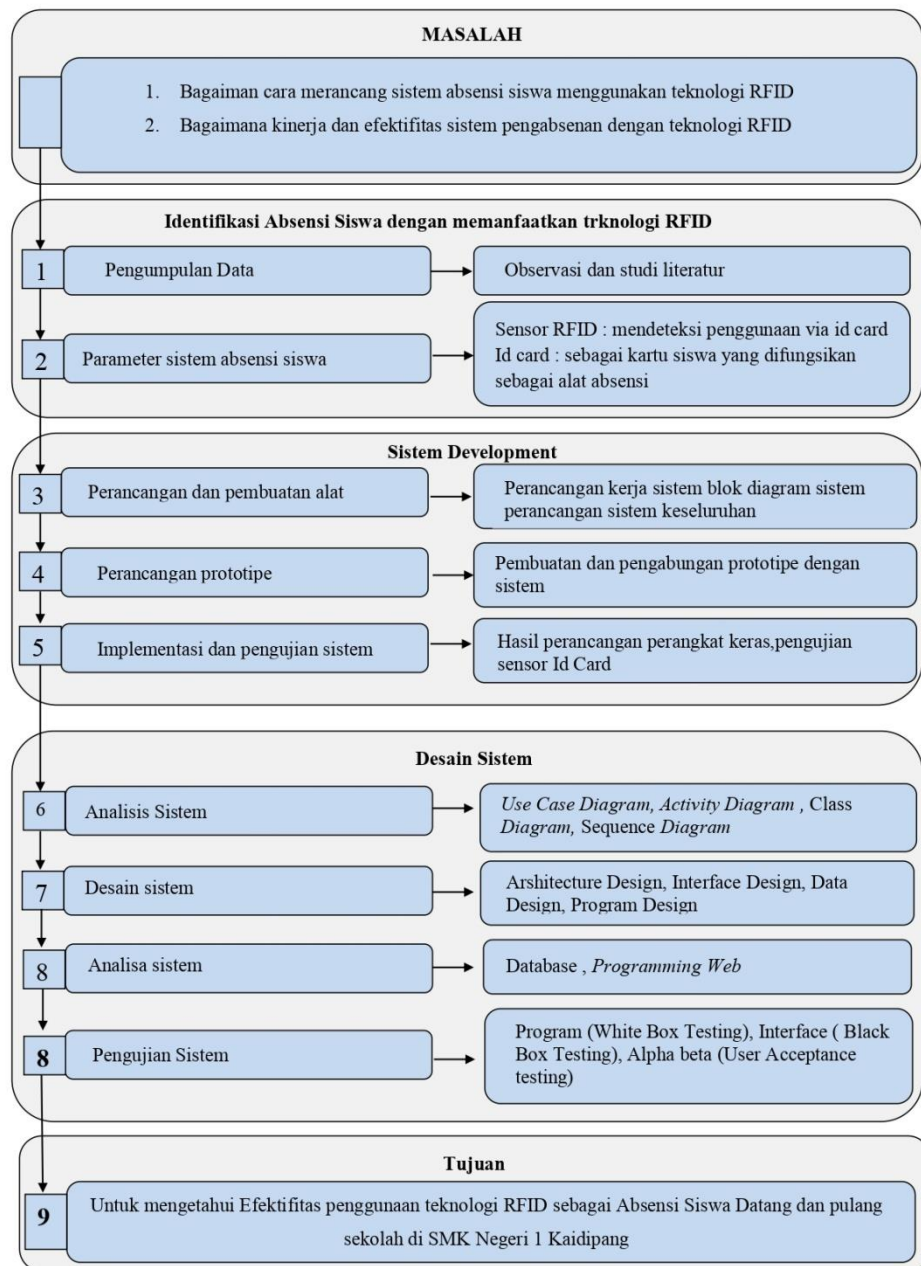 MASALAH
1. Bagaiman cara merancang sistem absensi siswa menggunakan teknologi RFID
2. Bagaimana kinerja dan efektifitas sistem pengabsenan dengan teknologi RFID
Identifikasi Absensi Siswa dengan memanfaatkan trknologi RFID
1
Pengumpulan Data
Observasi dan studi literatur
2
Parameter sistem absensi siswa
Sensor RFID : mendeteksi penggunaan via id card
Id card : sebagai kartu siswa yang difungsikan
sebagai alat absensi
Sistem Development
3
Perancangan dan pembuatan alat
Perancangan kerja sistem blok diagram sistem
perancangan sistem keseluruhan
4
Perancangan prototipe
Pembuatan dan pengabungan prototipe dengan
sistem
5
Implementasi dan pengujian sistem
Hasil perancangan perangkat keras,pengujian
sensor Id Card
Desain Sistem
6
Analisis Sistem
Use Case Diagram, Activity Diagram , Class
Diagram, Sequence Diagram
7
Desain sistem
Arshitecture Design, Interface Design, Data
Design, Program Design
8
Analisa sistem
Database , Programming Web
8
Pengujian Sistem
Program (White Box Testing), Interface ( Black
Box Testing), Alpha beta (User Acceptance
testing)
Tujuan
9
Untuk mengetahui Efektifitas penggunaan teknologi RFID sebagai Absensi Siswa Datang dan pulang
sekolah di SMK Negeri 1 Kaidipang